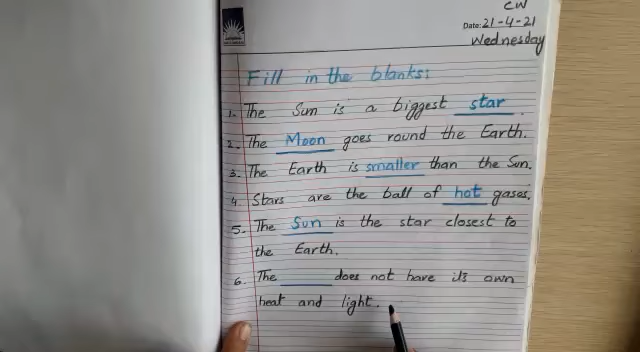 CW
Date: 21-4-21
Wednesday
Fill in the blanks:
1. The Sun is a biggest star.
2. The Moon goes round the Earth.
3. The Earth is smaller than the Sun.
4. Stars are the ball of hot gases.
5. The Sun is the star closest to
the Earth.
6. The ____ does not have its own
heat and light.